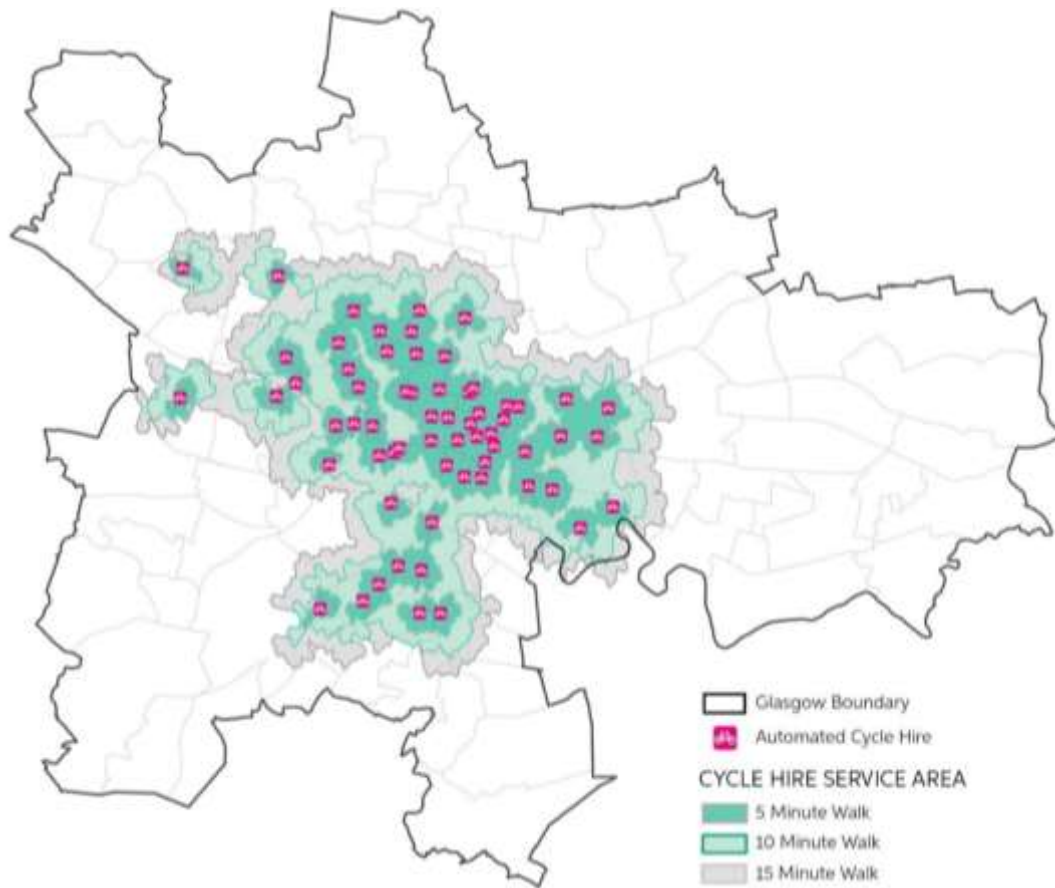 Glasgow Boundary
Automated Cycle Hire
CYCLE HIRE SERVICE AREA
5 Minute Walk
10 Minute Walk
15 Minute Walk